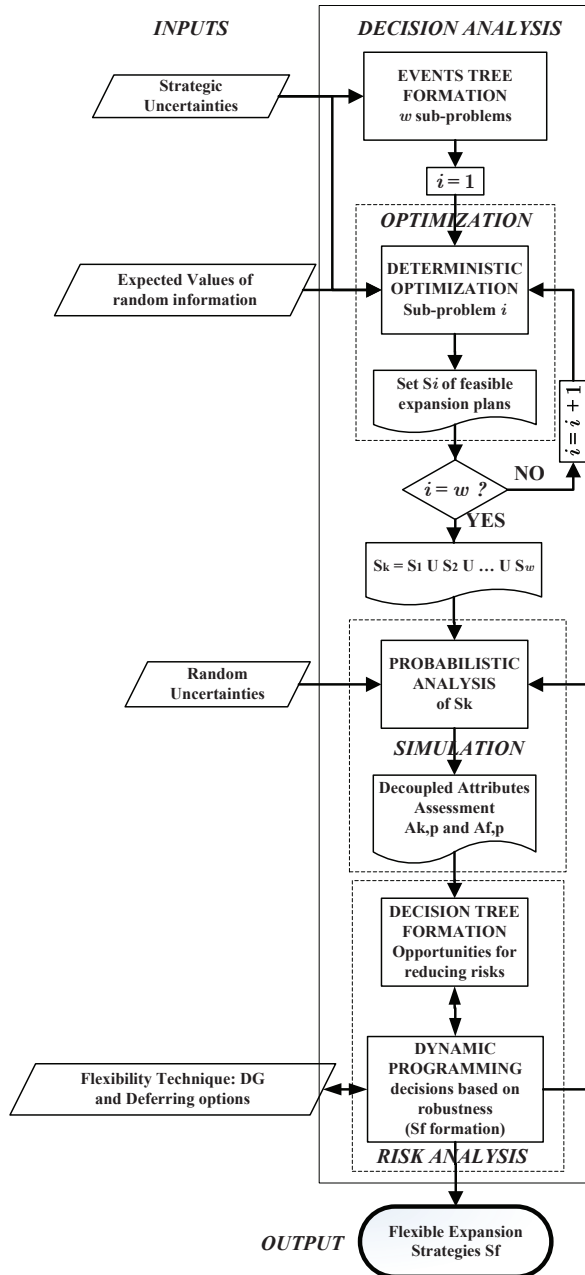 INPUTS
DECISION ANALYSIS
Strategic
Uncertainties
EVENTS TREE
FORMATION
w sub-problems
i = 1
OPTIMIZATION
Expected Values of
random information
DETERMINISTIC
OPTIMIZATION
Sub-problem i
Set Si of feasible
expansion plans
i = i + 1
i = w ?
NO
YES
Sk = S1 U S2 U … U Sw
Random
Uncertainties
PROBABILISTIC
ANALYSIS
of Sk
SIMULATION
Decoupled Attributes
Assessment
Ak,p and Af,p
DECISION TREE
FORMATION
Opportunities for
reducing risks
Flexibility Technique: DG
and Deferring options
DYNAMIC
PROGRAMMING
decisions based on
robustness
(Sf formation)
RISK ANALYSIS
OUTPUT
Flexible Expansion
Strategies Sf